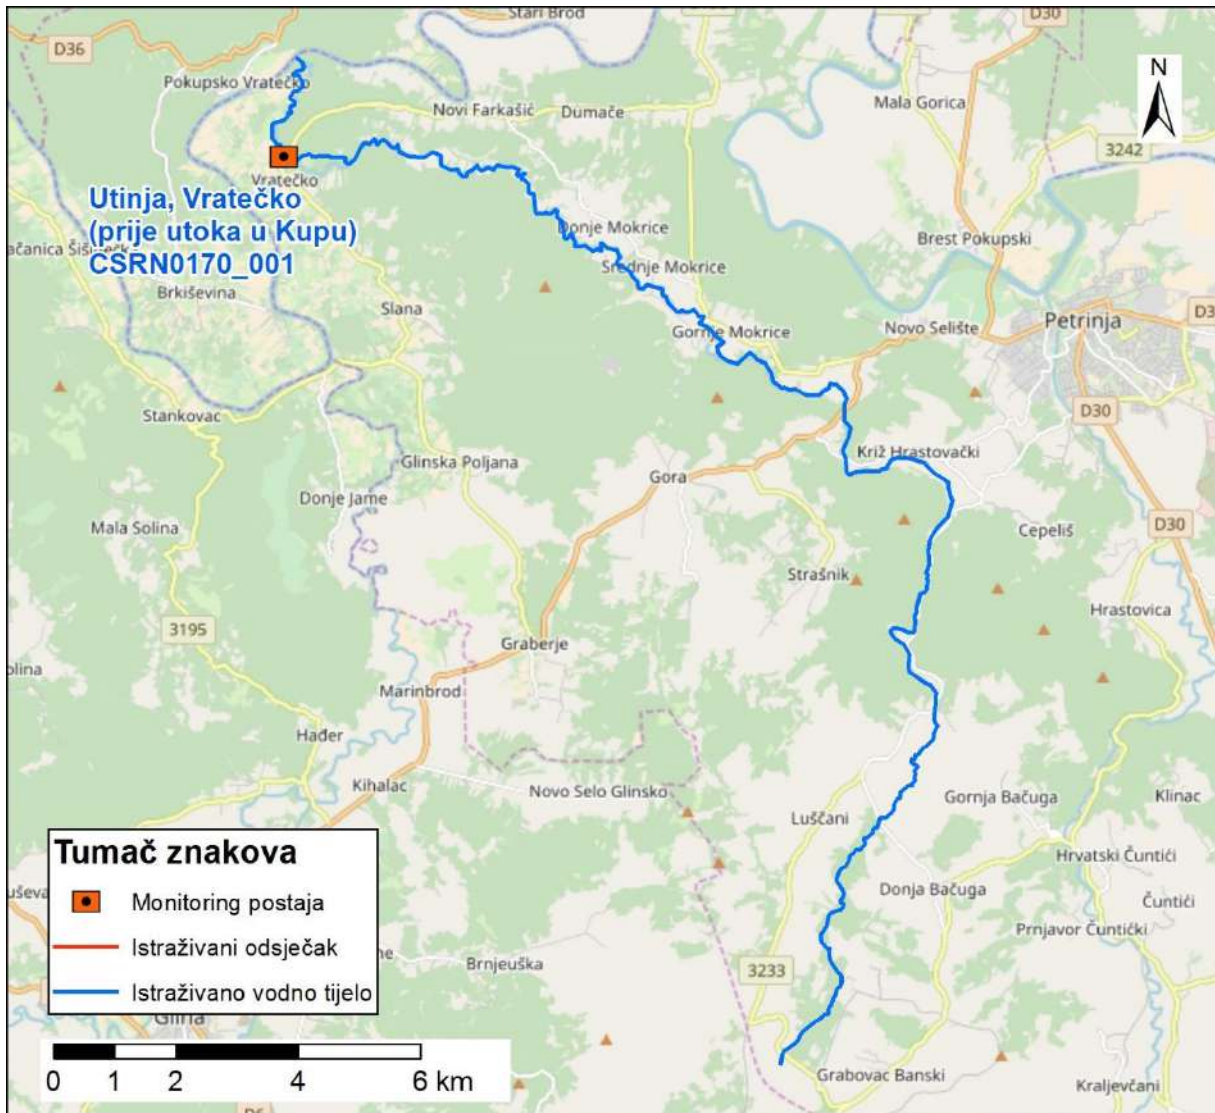 Stari Brod
D30
D36
Pokupsko Vratečko
Novi Farkašić
Dumače
Mala Gorica
N
3242
Vratečko
Utinja, Vratečko
(prije utoka u Kupu)
CSRN0170_001
Donje Mokrice
Brest Pokupski
Srednje Mokrice
Brkiševina
Slana
Gornje Mokrice
Novo Selište
Petrinja
Stankovac
D30
Križ Hrastovački
Glinska Poljana
Gora
Donje Jame
Mala Solina
Cepeliš
D30
Strašnik
Hrastovica
3195
Graberje
Marinbrod
Hađer
Kihalac
Novo Selo Glinsko
Gornja Bačuga
Klinac
Luščani
Hrvatski Čuntići
Donja Bačuga
Čuntići
Prnjavor Čuntićki
Brnjeuška
3233
Tumač znakova
Monitoring postaja
Istraživani odsječak
Istraživano vodno tijelo
Glina
0 1 2 4 6 km
Grabovac Banski
Kraljevčani